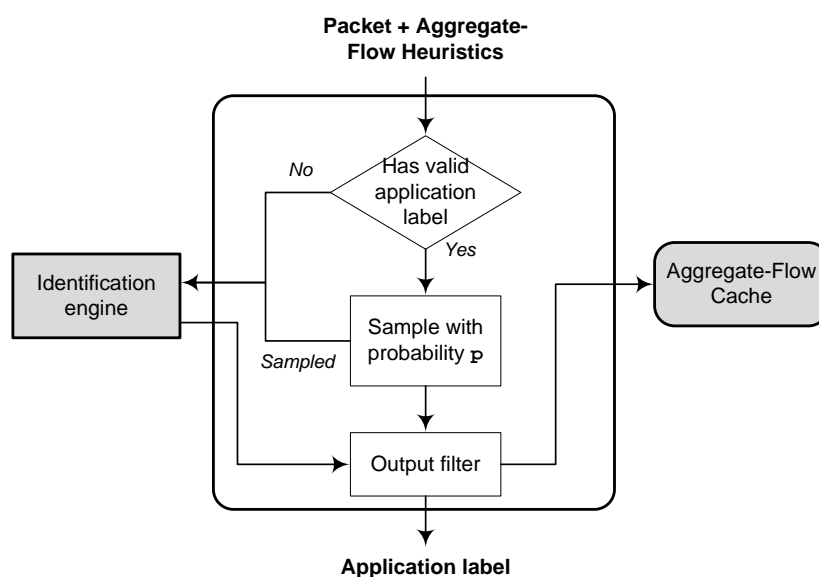 Packet + Aggregate-
Flow Heuristics
No
Has valid
application
label
Yes
Identification
engine
Aggregate-Flow
Cache
Sample with
probability p
Sampled
Output filter
Application label